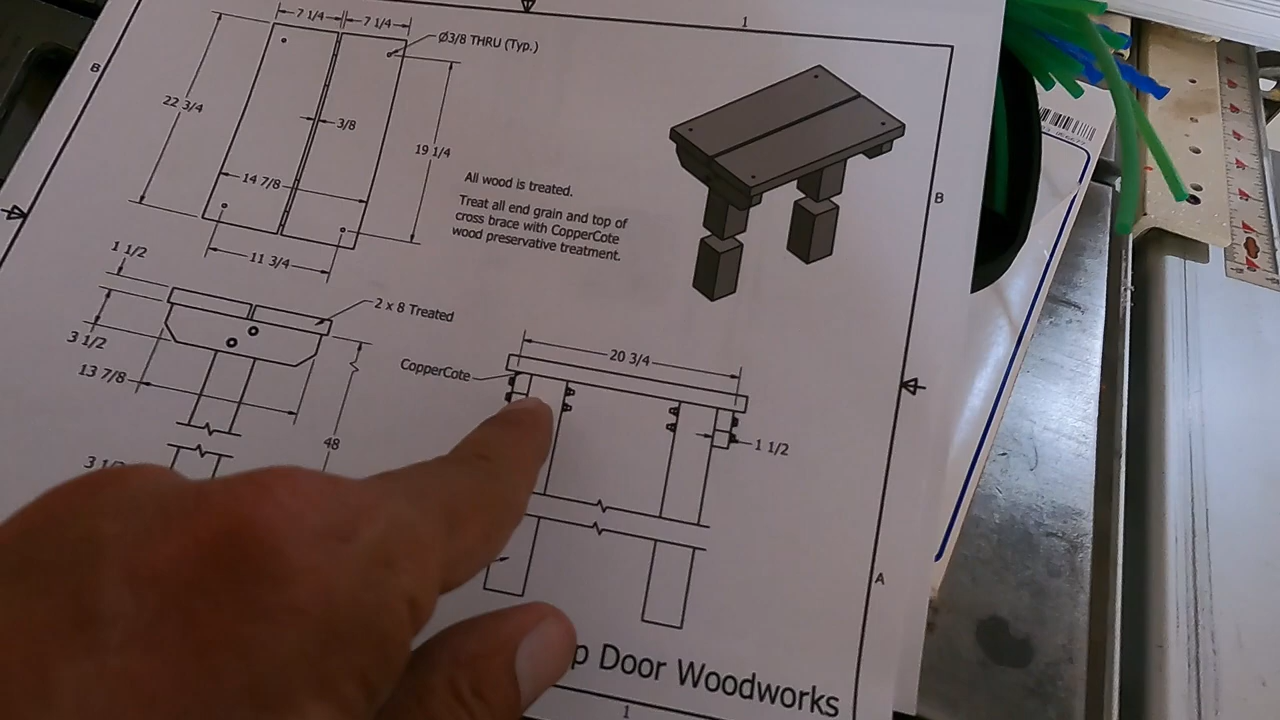 7 1/4
7 1/4
1
Ø3/8 THRU (Typ.)
B
22 3/4
3/8
19 1/4
14 7/8
All wood is treated.
Treat all end grain and top of
cross brace with CopperCote
wood preservative treatment.
B
11 3/4
1 1/2
2 x 8 Treated
3 1/2
20 3/4
CopperCote
13 7/8
48
1 1/2
A
Door Woodworks
1